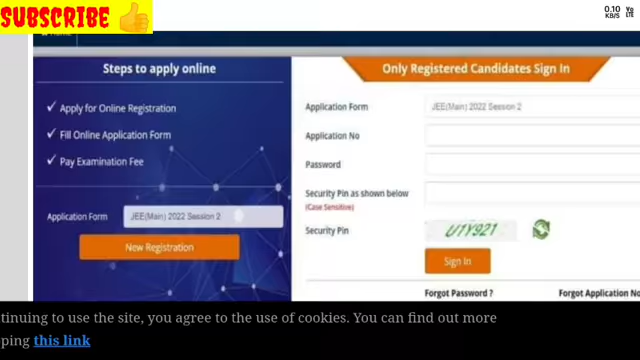 SUBSCRIBE
0.10
KB/S
Vo
LTE
Steps to apply online
Apply for Online Registration
Fill Online Application Form
Pay Examination Fee
Application Form
JEE(Main) 2022 Session 2
New Registration
Only Registered Candidates Sign In
Application Form
JEE(Main) 2022 Session 2
Application No
Password
Security Pin as shown below
(Case Sensitive)
Security Pin
U1Y921
Sign In
Forgot Password ?
Forgot Application No
tinuing to use the site, you agree to the use of cookies. You can find out more
ping this link